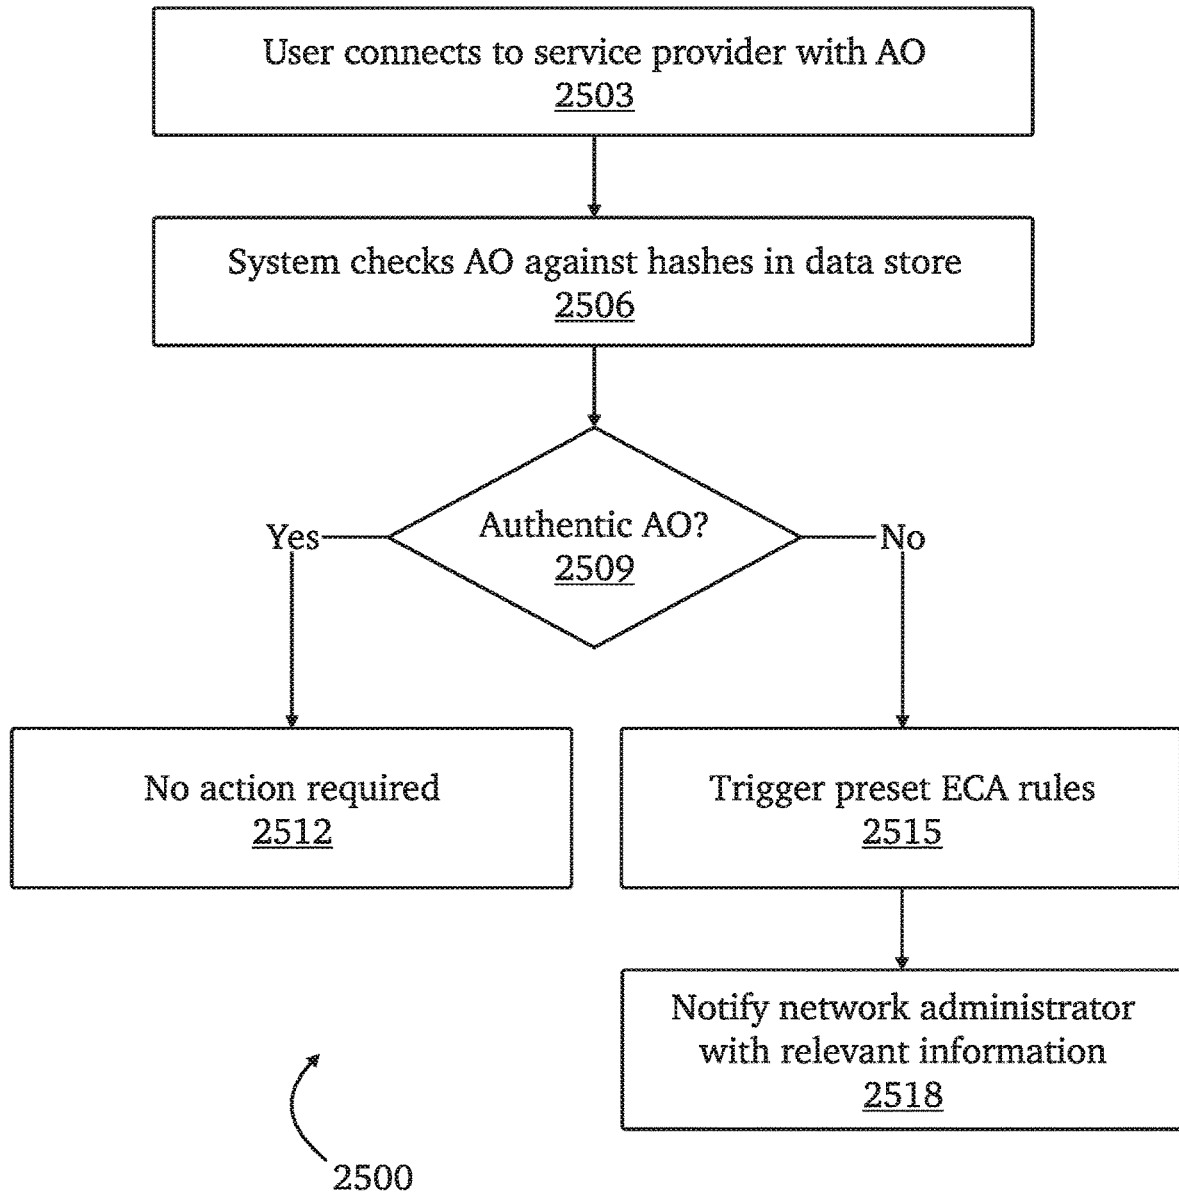 User connects to service provider with AO
2503
System checks AO against hashes in data store
2506
Authentic AO?
2509
Yes
No
No action required
2512
Trigger preset ECA rules
2515
Notify network administrator
with relevant information
2518
2500